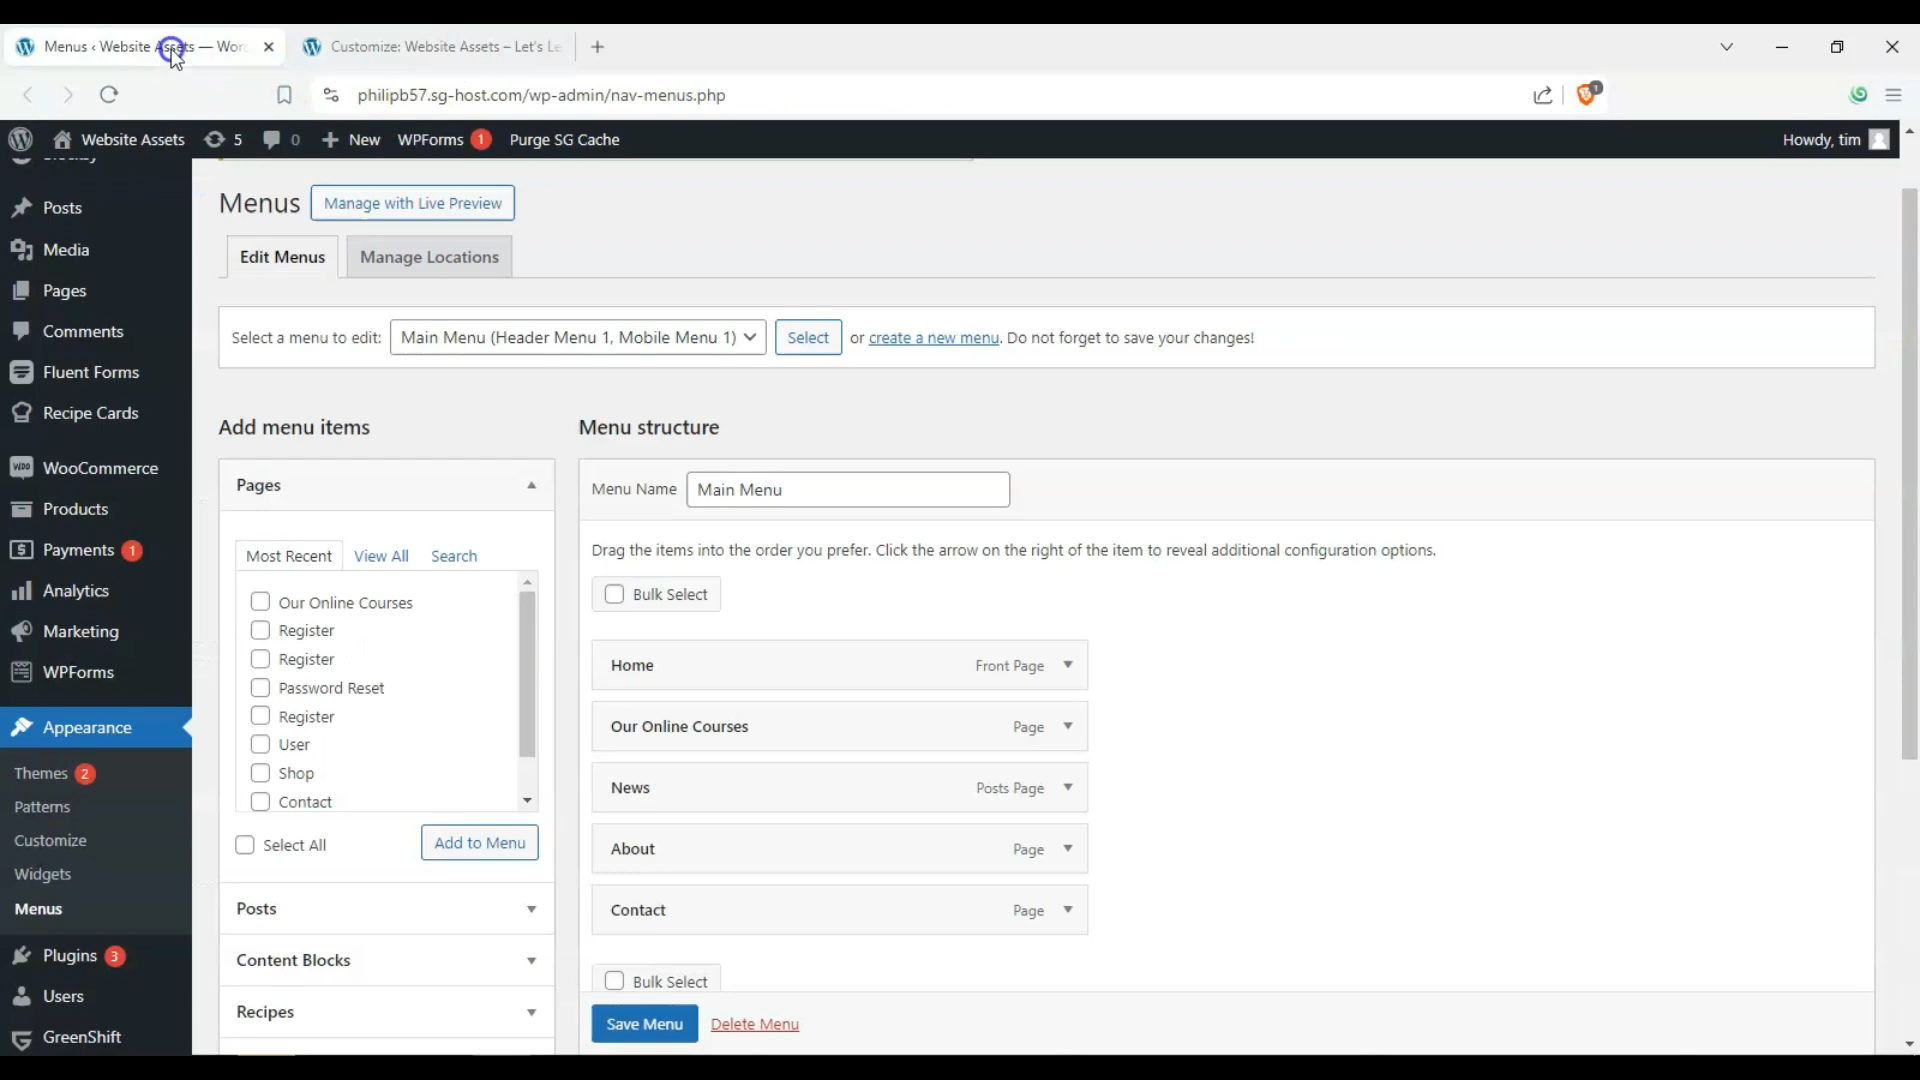 Menus ‹ Website Assets — Wor
Customize: Website Assets – Let's Le
philipb57.sg-host.com/wp-admin/nav-menus.php
1
Website Assets
5
0
New
WPForms 1
Purge SG Cache
Howdy, tim
Posts
Media
Pages
Comments
Fluent Forms
Recipe Cards
WooCommerce
Products
Payments 1
Analytics
Marketing
WPForms
Appearance
Themes 2
Patterns
Customize
Widgets
Menus
Plugins 3
Users
GreenShift
Menus
Manage with Live Preview
Edit Menus
Manage Locations
Select a menu to edit: Main Menu (Header Menu 1, Mobile Menu 1) Select or create a new menu. Do not forget to save your changes!
Add menu items
Pages
Most Recent View All Search
Our Online Courses
Register
Register
Password Reset
Register
User
Shop
Contact
Select All
Add to Menu
Posts
Content Blocks
Recipes
Menu structure
Menu Name Main Menu
Drag the items into the order you prefer. Click the arrow on the right of the item to reveal additional configuration options.
Bulk Select
Home Front Page
Our Online Courses Page
News Posts Page
About Page
Contact Page
Bulk Select
Save Menu Delete Menu